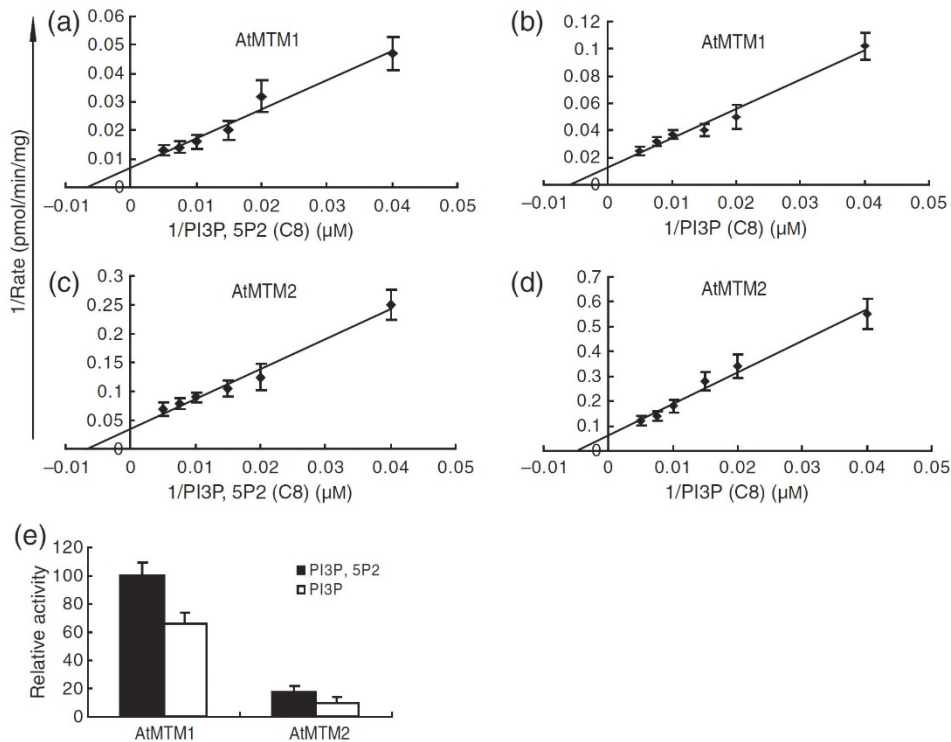 (a)
AtMTM1
0.06
0.05
0.04
0.03
0.02
0.01
0
−0.01 0 0.01 0.02 0.03 0.04 0.05
1/PI3P, 5P2 (C8) (µM)
(b)
AtMTM1
0.12
0.1
0.08
0.06
0.04
0.02
0
−0.01 0 0.01 0.02 0.03 0.04 0.05
1/PI3P (C8) (µM)
1/Rate (pmol/min/mg)
(c)
AtMTM2
0.3
0.25
0.2
0.15
0.1
0.05
0
−0.01 0 0.01 0.02 0.03 0.04 0.05
1/PI3P, 5P2 (C8) (µM)
(d)
AtMTM2
0.7
0.6
0.5
0.4
0.3
0.2
0.1
0
−0.01 0 0.01 0.02 0.03 0.04 0.05
1/PI3P (C8) (µM)
(e)
Relative activity
120
100
80
60
40
20
0
PI3P, 5P2
PI3P
AtMTM1 AtMTM2